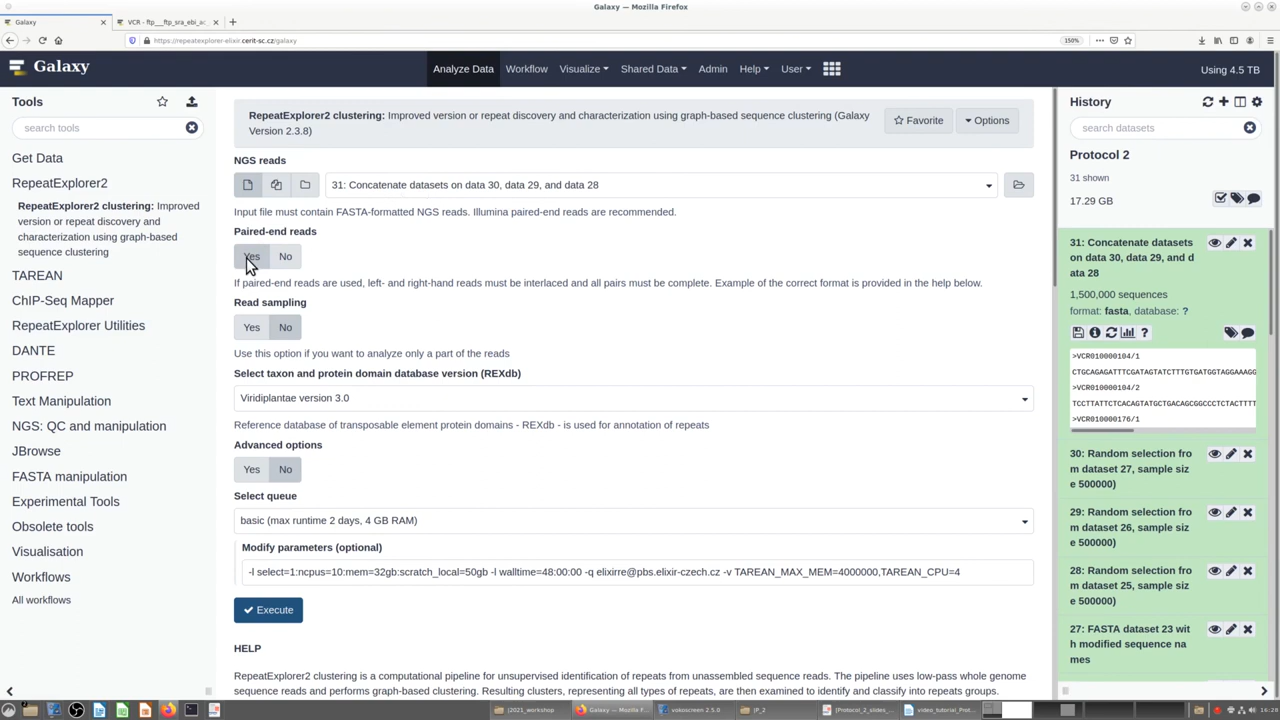 Galaxy — Mozilla Firefox
Galaxy × VCR - ftp___ftp_sra_ebi_ac × +
https://repeatexplorer-elixir.cerit-sc.cz/galaxy 150%
Galaxy Analyze Data Workflow Visualize Shared Data Admin Help User Using 4.5 TB
Tools
search tools
Get Data
RepeatExplorer2
RepeatExplorer2 clustering: Improved
version or repeat discovery and
characterization using graph-based
sequence clustering
TAREAN
ChIP-Seq Mapper
RepeatExplorer Utilities
DANTE
PROFREP
Text Manipulation
NGS: QC and manipulation
JBrowse
FASTA manipulation
Experimental Tools
Obsolete tools
Visualisation
Workflows
All workflows
RepeatExplorer2 clustering: Improved version or repeat discovery and characterization using graph-based sequence clustering (Galaxy
Version 2.3.8)
Favorite
Options
NGS reads
31: Concatenate datasets on data 30, data 29, and data 28
Input file must contain FASTA-formatted NGS reads. Illumina paired-end reads are recommended.
Paired-end reads
Yes No
If paired-end reads are used, left- and right-hand reads must be interlaced and all pairs must be complete. Example of the correct format is provided in the help below.
Read sampling
Yes No
Use this option if you want to analyze only a part of the reads
Select taxon and protein domain database version (REXdb)
Viridiplantae version 3.0
Reference database of transposable element protein domains - REXdb - is used for annotation of repeats
Advanced options
Yes No
Select queue
basic (max runtime 2 days, 4 GB RAM)
Modify parameters (optional)
-l select=1:ncpus=10:mem=32gb:scratch_local=50gb -l walltime=48:00:00 -q elixirre@pbs.elixir-czech.cz -v TAREAN_MAX_MEM=4000000,TAREAN_CPU=4
Execute
HELP
RepeatExplorer2 clustering is a computational pipeline for unsupervised identification of repeats from unassembled sequence reads. The pipeline uses low-pass whole genome
sequence reads and performs graph-based clustering. Resulting clusters, representing all types of repeats, are then examined to identify and classify into repeats groups.
History
search datasets
Protocol 2
31 shown
17.29 GB
31: Concatenate datasets
on data 30, data 29, and d
ata 28
1,500,000 sequences
format: fasta, database: ?
>VCR010000104/1
CTGCAGAGATTTCGATAGTATCTTTGTGATGGTAGGAAAGG
>VCR010000104/2
TCCTTATTCTCACAGTATGCTGACAGCGGCCCTCTACTTTT
>VCR010000176/1
30: Random selection fro
m dataset 27, sample siz
e 500000)
29: Random selection fro
m dataset 26, sample siz
e 500000)
28: Random selection fro
m dataset 25, sample siz
e 500000)
27: FASTA dataset 23 wit
h modified sequence na
mes
[2021_workshop Galaxy — Mozilla F... vokoscreen 2.5.0 [P_2 [Protocol_2_slides_... video_tutorial_Prot...